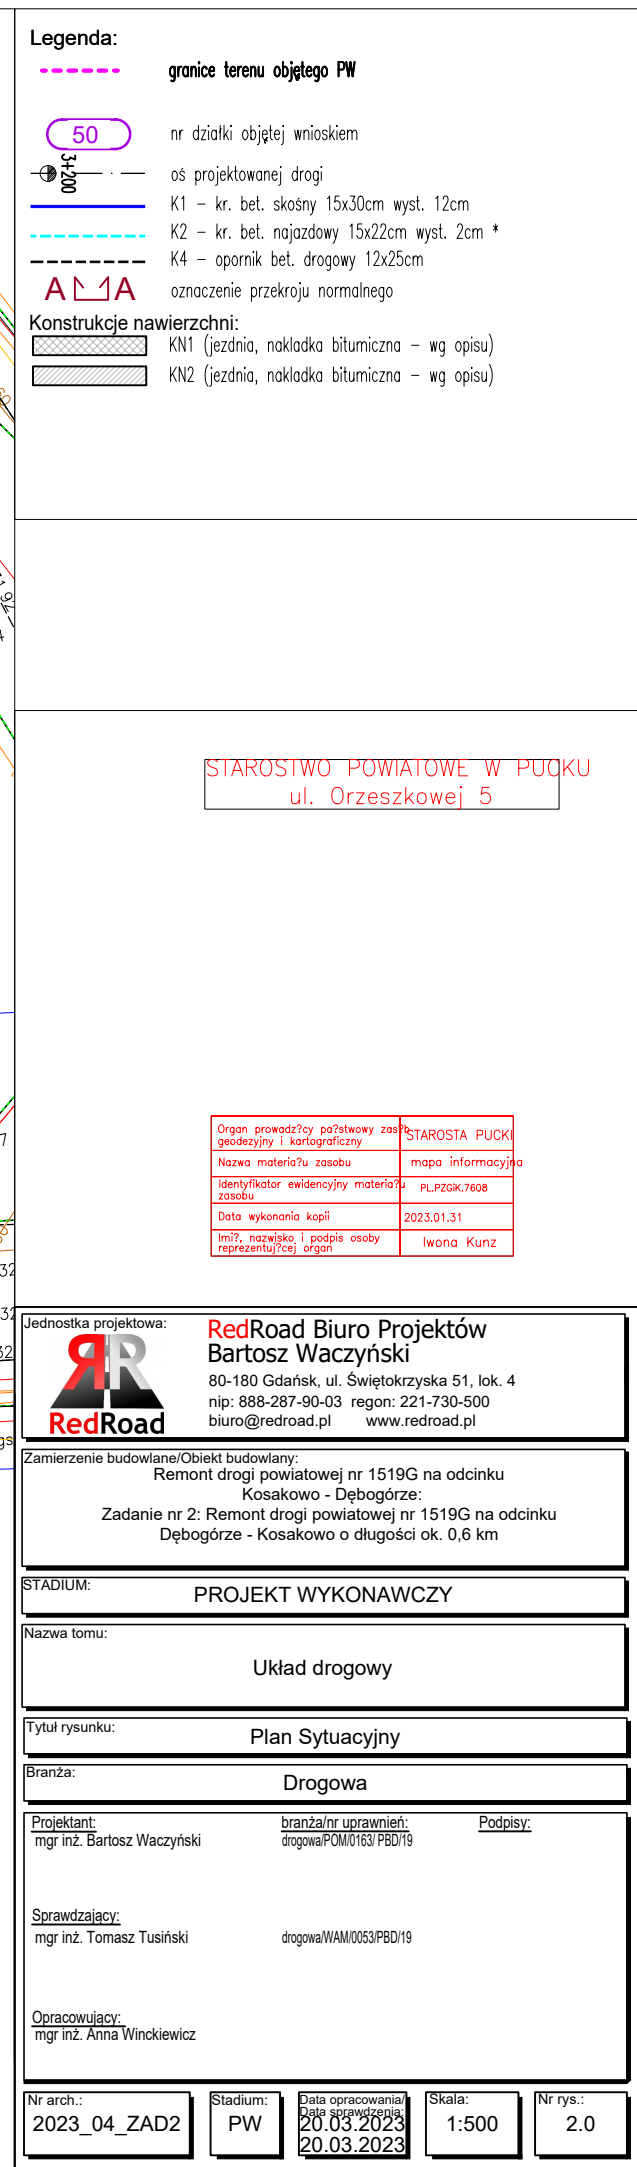 Legenda:
granice terenu objętego PW
50
nr działki objętej wnioskiem
3+200
oś projektowanej drogi
K1 – kr. bet. skośny 15x30cm wyst. 12cm
K2 – kr. bet. najazdowy 15x22cm wyst. 2cm *
K4 – opornik bet. drogowy 12x25cm
A A
oznaczenie przekroju normalnego
Konstrukcje nawierzchni:
KN1 (jezdnia, nakladka bitumiczna – wg opisu)
KN2 (jezdnia, nakladka bitumiczna – wg opisu)
STAROSTWO POWIATOWE W PUCKU
ul. Orzeszkowej 5
Organ prowadz?cy pa?stwowy zas?b
geodezyjny i kartograficzny
STAROSTA PUCKI
Nazwa materia?u zasobu
mapa informacyjna
Identyfikator ewidencyjny materia?u
zasobu
PL.PZGiK.7608
Data wykonania kopii
2023.01.31
Imi?, nazwisko i podpis osoby
reprezentuj?cej organ
Iwona Kunz
Jednostka projektowa:
RR
RedRoad
RedRoad Biuro Projektów
Bartosz Waczyński
80-180 Gdańsk, ul. Świętokrzyska 51, lok. 4
nip: 888-287-90-03 regon: 221-730-500
biuro@redroad.pl www.redroad.pl
Zamierzenie budowlane/Obiekt budowlany:
Remont drogi powiatowej nr 1519G na odcinku
Kosakowo - Dębogórze:
Zadanie nr 2: Remont drogi powiatowej nr 1519G na odcinku
Dębogórze - Kosakowo o długości ok. 0,6 km
STADIUM:
PROJEKT WYKONAWCZY
Nazwa tomu:
Układ drogowy
Tytuł rysunku:
Plan Sytuacyjny
Branża:
Drogowa
Projektant: branża/nr uprawnień: Podpisy:
mgr inż. Bartosz Waczyński drogowa/POM/0163/ PBD/19
Sprawdzający:
mgr inż. Tomasz Tusiński drogowa/WAM/0053/PBD/19
Opracowujący:
mgr inż. Anna Winckiewicz
Nr arch.:
2023_04_ZAD2
Stadium:
PW
Data opracowania/
Data sprawdzenia:
20.03.2023
20.03.2023
Skala:
1:500
Nr rys.:
2.0